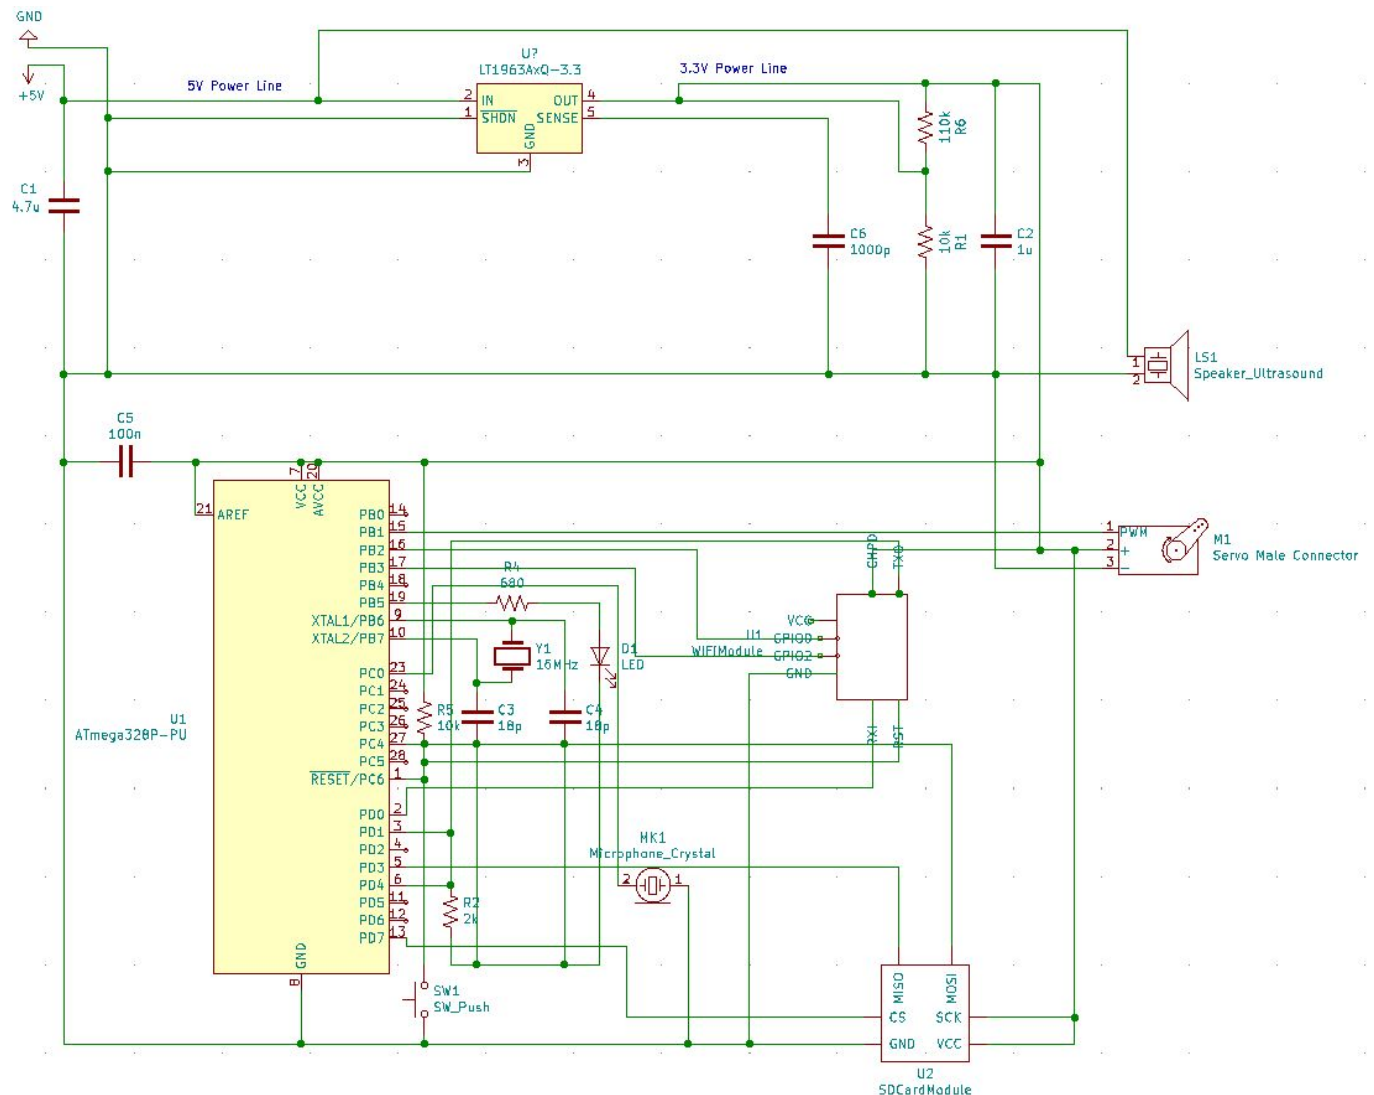 GND
+5V
5V Power Line
U?
LT1963AxQ-3.3
3.3V Power Line
2 IN
1 SHDN
OUT 4
SENSE 5
GND
3
110k
R6
C1
4.7u
C6
1000p
10k
R1
C2
1u
1
2
LS1
Speaker_Ultrasound
C5
100n
7
VCC
20
AVCC
21 AREF
PB0 14
PB1 15
PB2 16
PB3 17
PB4 18
PB5 19
XTAL1/PB6 9
XTAL2/PB7 10
PC0 23
PC1 24
PC2 25
PC3 26
PC4 27
PC5 28
RESET/PC6 1
PD0 2
PD1 3
PD2 4
PD3 5
PD4 6
PD5 11
PD6 12
PD7 13
GND
8
U1
ATmega328P-PU
1 PWM
2 +
3 -
M1
Servo Male Connector
R4
680
Y1
16MHz
D1
LED
CHPD
TXO
VCC
GPIO0
GPIO2
GND
U1
WIFIModule
RXI
RST
R5
10k
C3
18p
C4
18p
MK1
Microphone_Crystal
2
1
R2
2k
SW1
SW_Push
MISO
MOSI
CS
SCK
GND
VCC
U2
SDCardModule